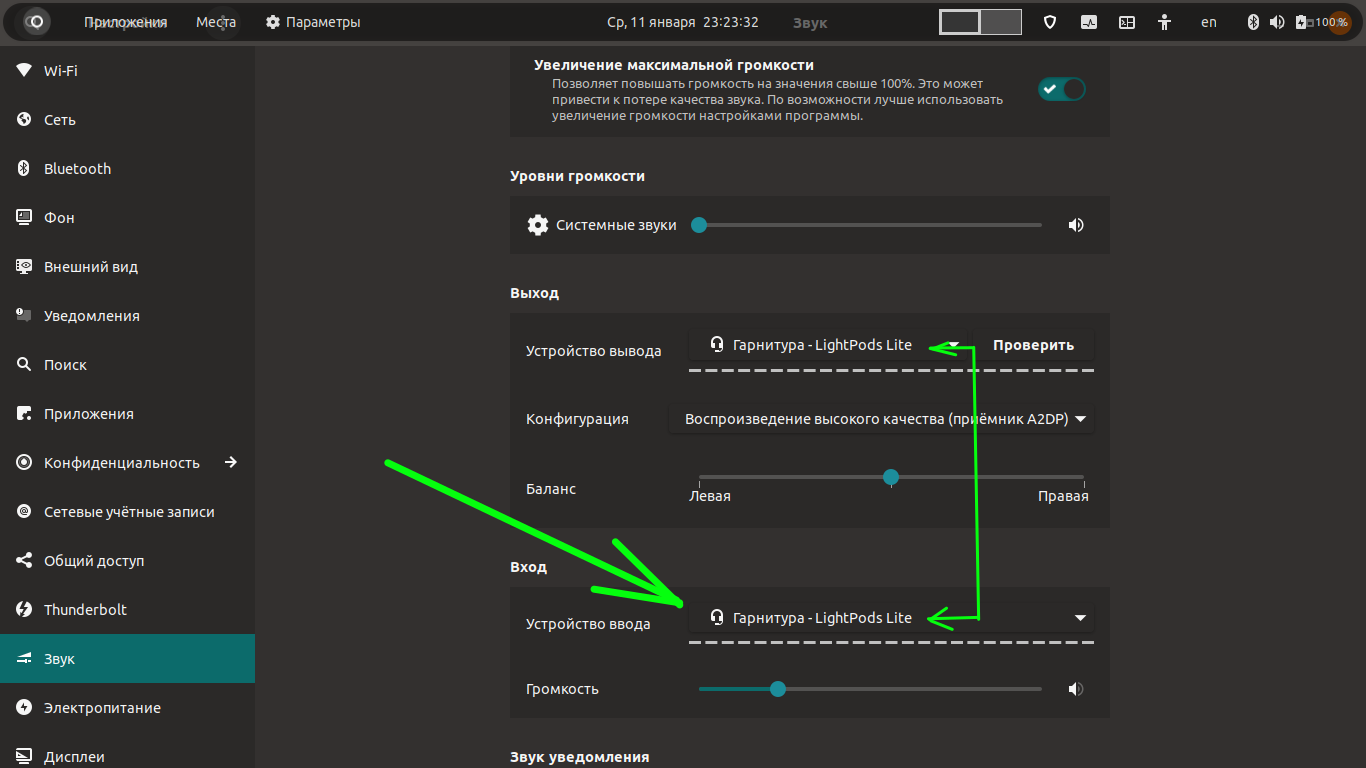 Приложения
Места
Параметры
Ср, 11 января 23:23:32
Звук
en
100%
Wi-Fi
Сеть
Bluetooth
Фон
Внешний вид
Уведомления
Поиск
Приложения
Конфиденциальность
Сетевые учётные записи
Общий доступ
Thunderbolt
Звук
Электропитание
Дисплеи
Увеличение максимальной громкости
Позволяет повышать громкость на значения свыше 100%. Это может
привести к потере качества звука. По возможности лучше использовать
увеличение громкости настройками программы.
Уровни громкости
Системные звуки
Выход
Устройство вывода
Гарнитура - LightPods Lite
Проверить
Конфигурация
Воспроизведение высокого качества (приёмник A2DP)
Баланс
Левая
Правая
Вход
Устройство ввода
Гарнитура - LightPods Lite
Громкость
Звук уведомления